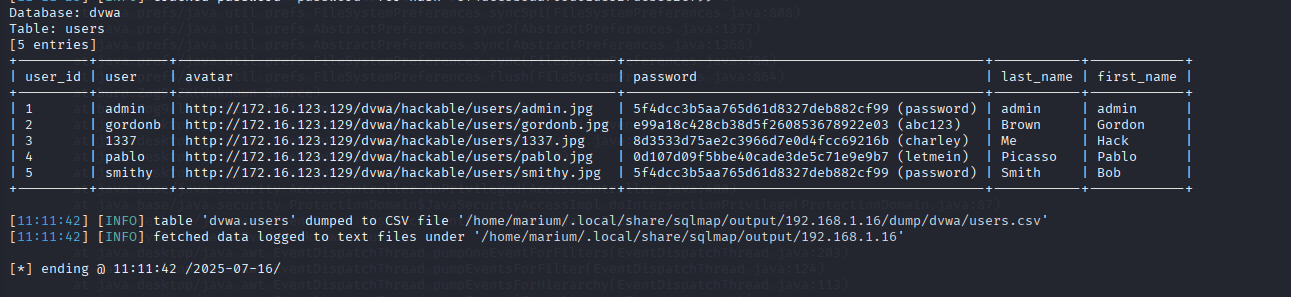 Database: dvwa
Table: users
[5 entries]
| user_id | user | avatar | password | last_name | first_name |
| 1 | admin | http://172.16.123.129/dvwa/hackable/users/admin.jpg | 5f4dcc3b5aa765d61d8327deb882cf99 (password) | admin | admin |
| 2 | gordonb | http://172.16.123.129/dvwa/hackable/users/gordonb.jpg | e99a18c428cb38d5f260853678922e03 (abc123) | Brown | Gordon |
| 3 | 1337 | http://172.16.123.129/dvwa/hackable/users/1337.jpg | 8d3533d75ae2c3966d7e0d4fcc69216b (charley) | Me | Hack |
| 4 | pablo | http://172.16.123.129/dvwa/hackable/users/pablo.jpg | 0d107d09f5bbe40cade3de5c71e9e9b7 (letmein) | Picasso | Pablo |
| 5 | smithy | http://172.16.123.129/dvwa/hackable/users/smithy.jpg | 5f4dcc3b5aa765d61d8327deb882cf99 (password) | Smith | Bob |
[11:11:42] [INFO] table 'dvwa.users' dumped to CSV file '/home/marium/.local/share/sqlmap/output/192.168.1.16/dump/dvwa/users.csv'
[11:11:42] [INFO] fetched data logged to text files under '/home/marium/.local/share/sqlmap/output/192.168.1.16'
[*] ending @ 11:11:42 /2025-07-16/